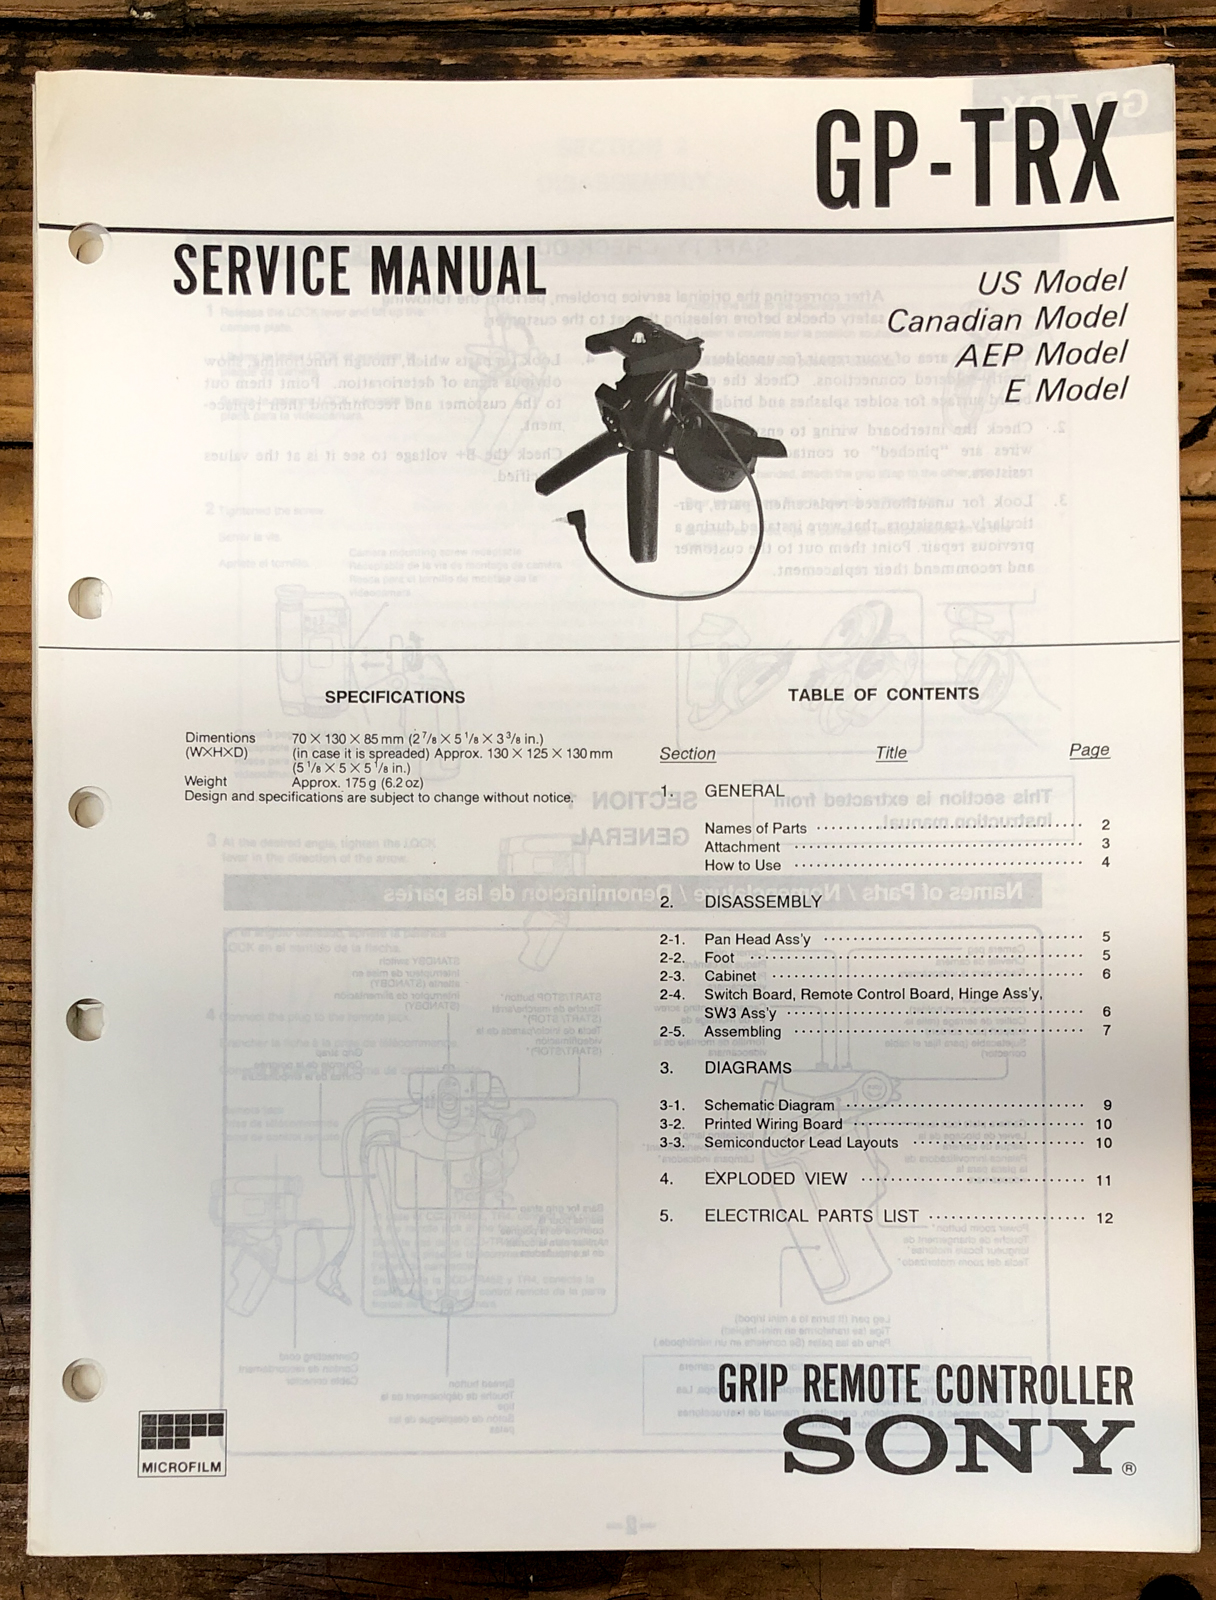 GP-TRX
SERVICE MANUAL
US Model
Canadian Model
AEP Model
E Model
SPECIFICATIONS
Dimentions 70 × 130 × 85 mm (2 7/8 × 5 1/8 × 3 3/8 in.)
(W×H×D) (in case it is spreaded) Approx. 130 × 125 × 130 mm
(5 1/8 × 5 × 5 1/8 in.)
Weight Approx. 175 g (6.2 oz)
Design and specifications are subject to change without notice.
TABLE OF CONTENTS
Section Title Page
1. GENERAL
Names of Parts 2
Attachment 3
How to Use 4
2. DISASSEMBLY
2-1. Pan Head Ass'y 5
2-2. Foot 5
2-3. Cabinet 6
2-4. Switch Board, Remote Control Board, Hinge Ass'y,
SW3 Ass'y 6
2-5. Assembling 7
3. DIAGRAMS
3-1. Schematic Diagram 9
3-2. Printed Wiring Board 10
3-3. Semiconductor Lead Layouts 10
4. EXPLODED VIEW 11
5. ELECTRICAL PARTS LIST 12
GRIP REMOTE CONTROLLER
SONY®
MICROFILM